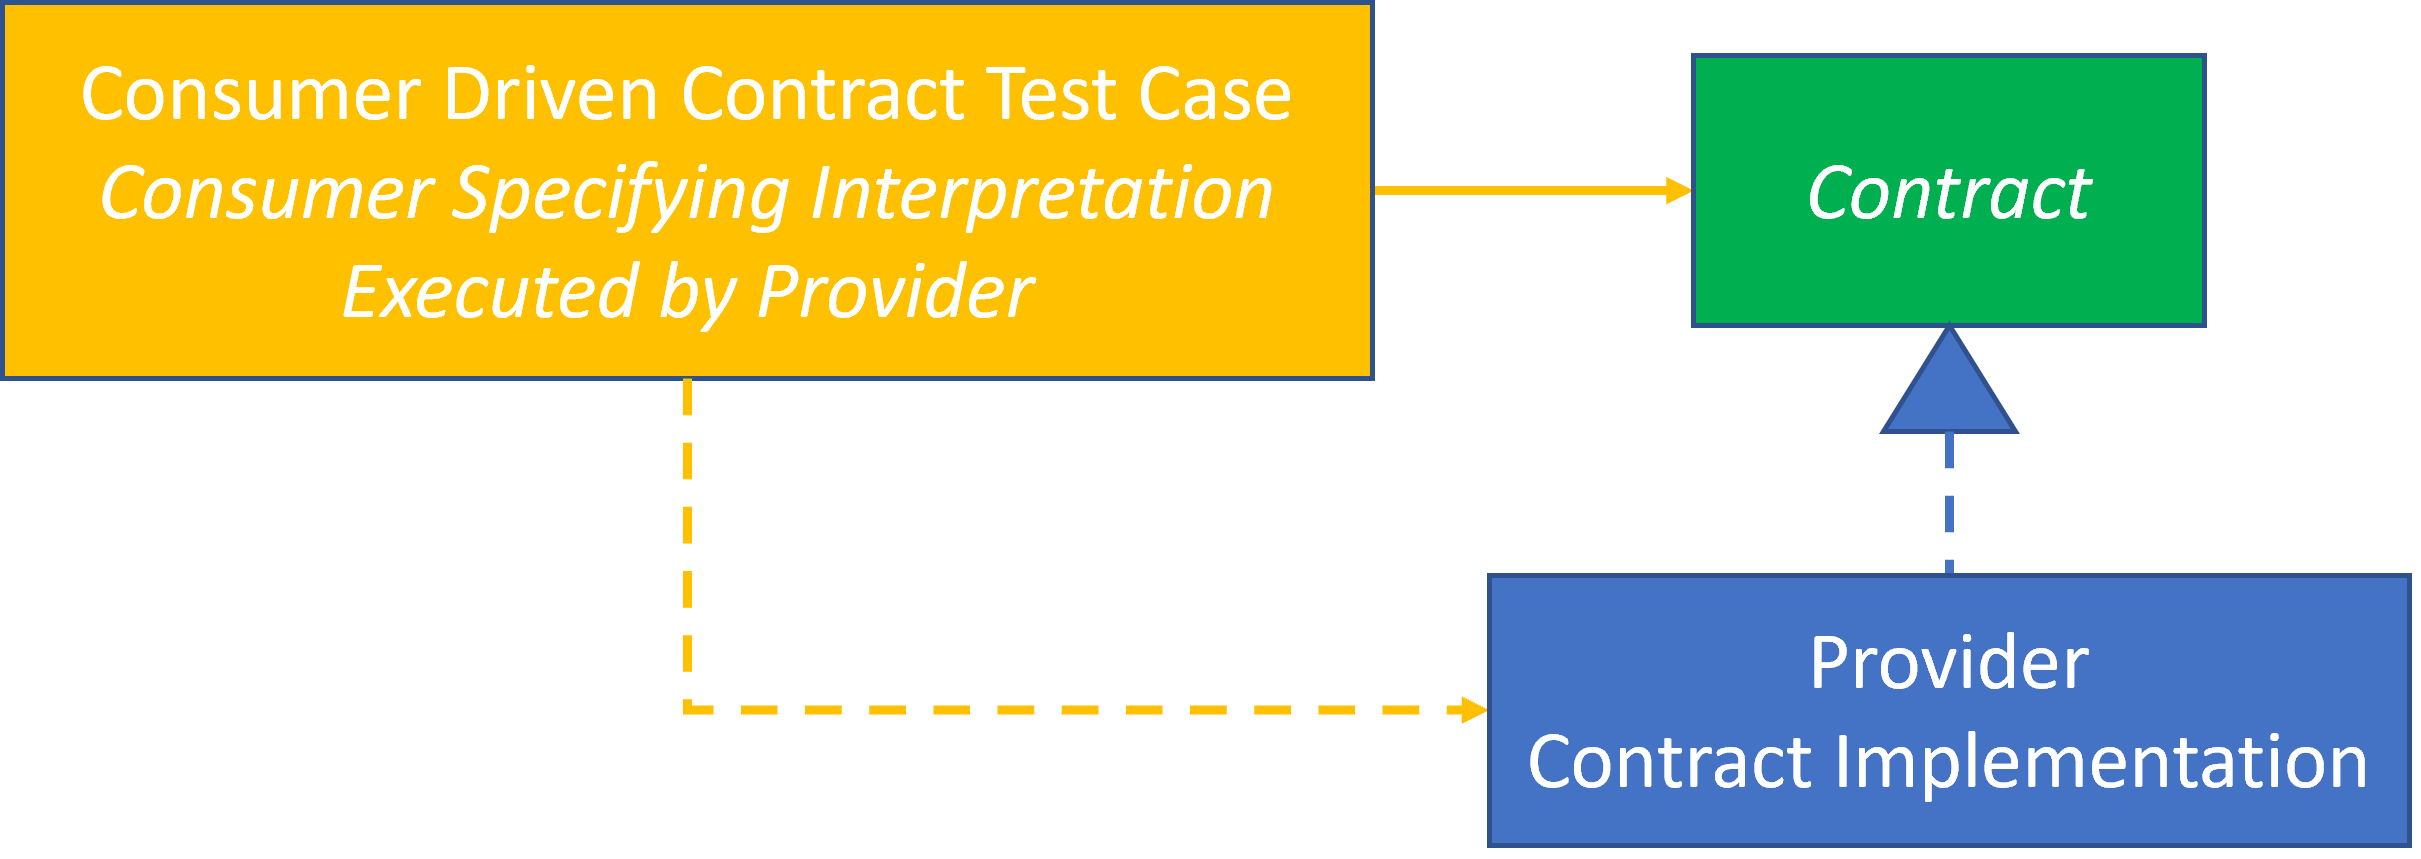 Consumer Driven Contract Test Case
Consumer Specifying Interpretation
Executed by Provider
Contract
Provider
Contract Implementation